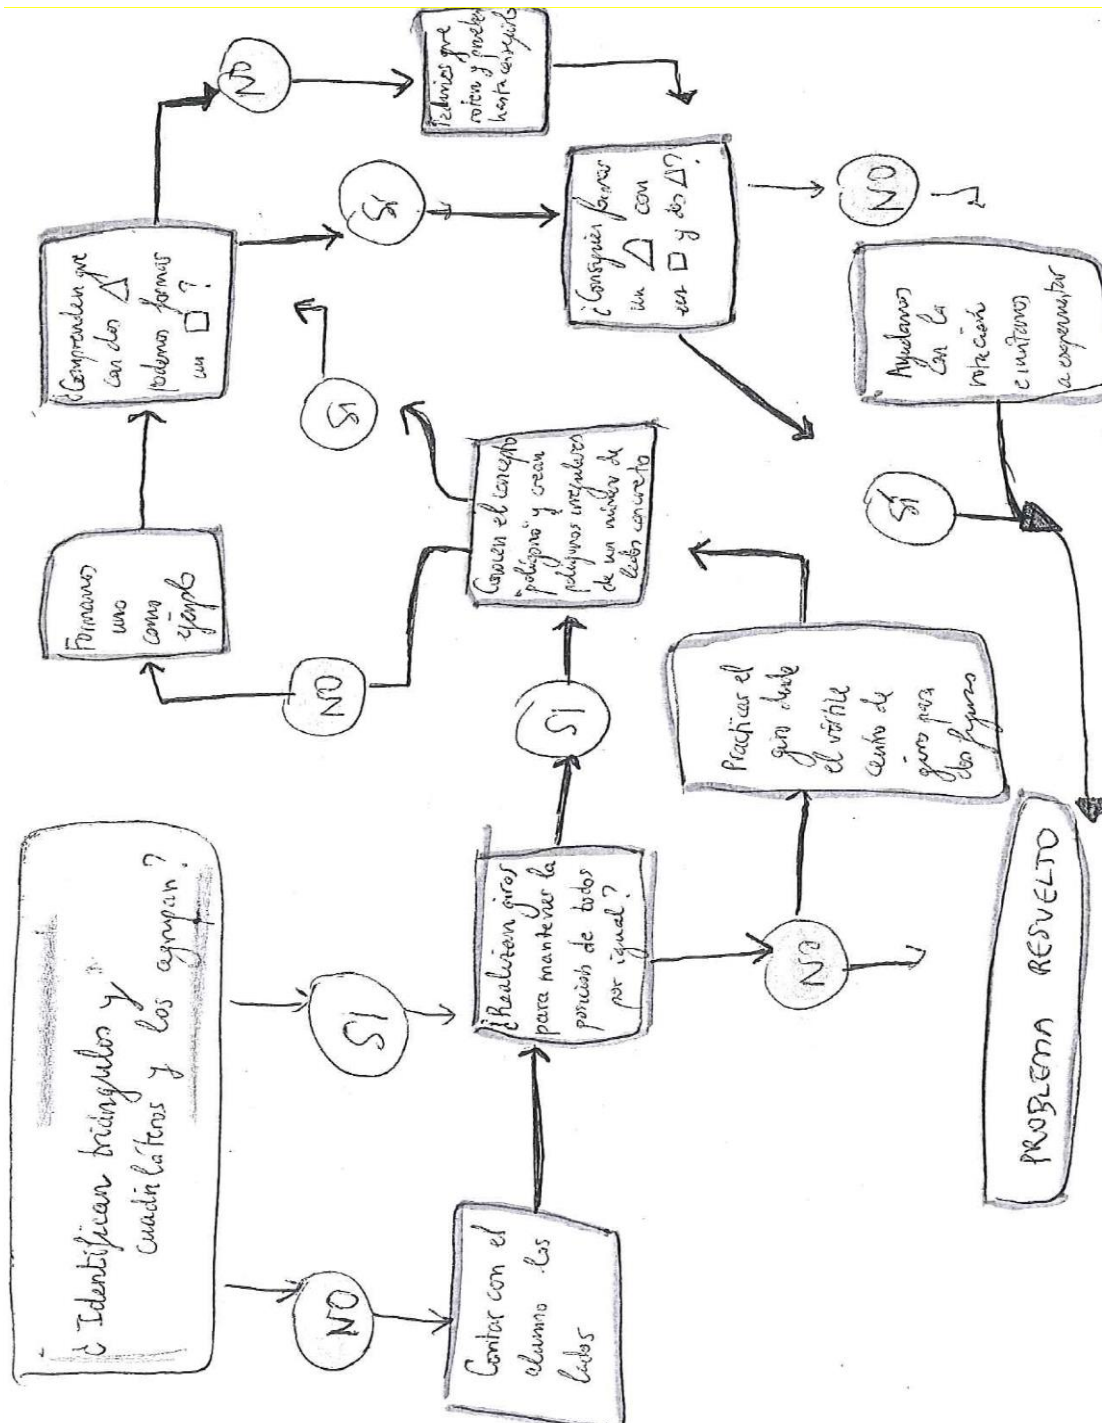 ¿Identifican triángulos y
cuadriláteros y los agrupan?
NO
SI
Contar con el
alumno los
lados
¿Realizan giros
para mantener la
posición de todos
por igual?
SI
NO
Practicar el
giro desde
el vértice
centro de
giro para
dos figuras
Conocen el concepto
"polígono" y crean
polígonos irregulares
de un número de
lados concreto
NO
SI
Formamos
uno
como
ejemplo
¿Comprenden que
con dos △
podemos formar
un □ ?
NO
SI
Pedimos que
roten y prueben
hasta conseguirlo
¿Consiguen formar
un △ con
un □ y dos △?
NO
SÍ
Ayudamos
con la
rotación
e invitamos
a experimentar
PROBLEMA RESUELTO